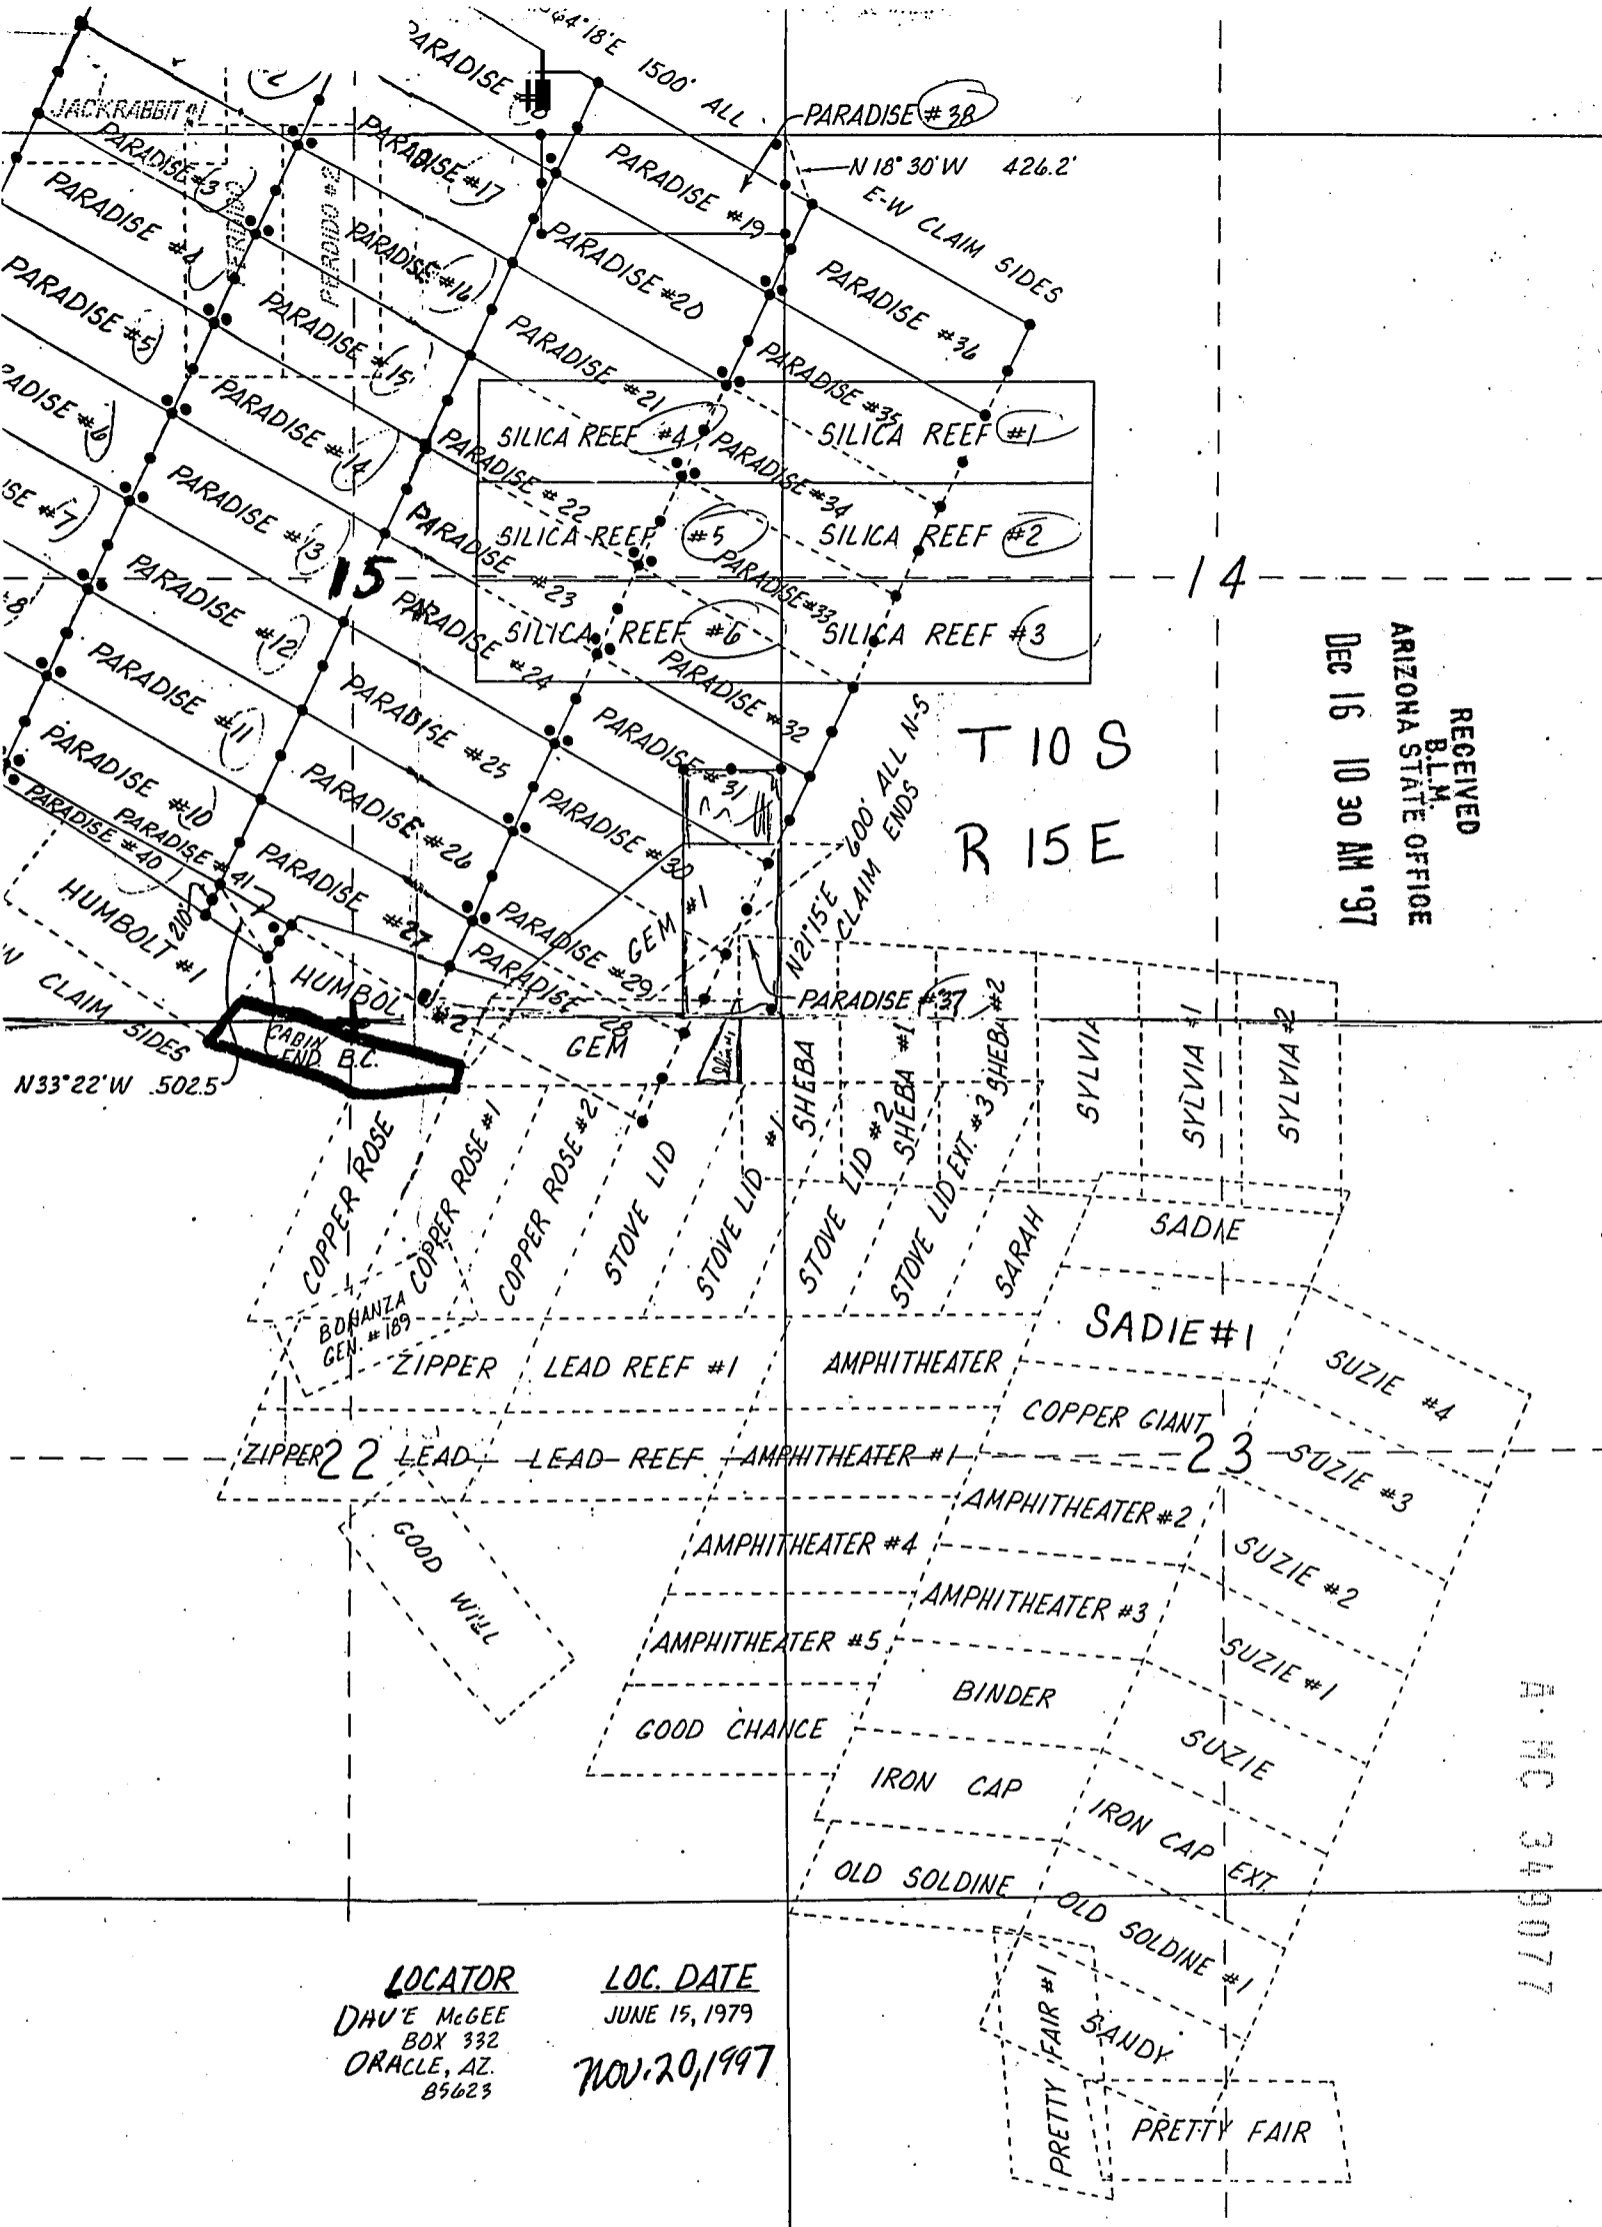 64°18'E 1500' ALL
E-W CLAIM SIDES
PARADISE
PARADISE #38
N 18° 30' W 426.2'
JACKRABBIT #1
2
PARADISE #3
PARADISE #17
PARADISE #19
PARADISE #4
PERDIDO
PERDIDO #2
PARADISE #16
PARADISE #20
PARADISE #36
PARADISE #5
PARADISE #15
PARADISE #21
PARADISE #35
RADISE #6
PARADISE #14
SILICA REEF #4
SILICA REEF #1
PARADISE #22
PARADISE #34
ISE #7
PARADISE #13
SILICA REEF #5
SILICA REEF #2
15
PARADISE #23
PARADISE #33
14
#8
PARADISE #12
PARADISE #24
SILICA REEF #6
SILICA REEF #3
PARADISE #11
PARADISE #25
PARADISE #32
PARADISE #10
PARADISE #26
PARADISE #31
T 10 S
R 15 E
N21°15'E 600' ALL N-S
CLAIM ENDS
RECEIVED
B.L.M.
ARIZONA STATE OFFICE
DEC 16 10 30 AM '97
PARADISE #40
PARADISE #41
PARADISE #27
PARADISE #30
HUMBOLT #1
210'
GEM #1
PARADISE #29
PARADISE 28
PARADISE #37
W CLAIM SIDES
HUMBOL #2
CABIN
END. B.C.
N33°22'W 502.5'
GEM
SHEBA
SHEBA #1
SHEBA #2
SYLVIA
SYLVIA #1
SYLVIA #2
COPPER ROSE
COPPER ROSE #1
COPPER ROSE #2
STOVE LID
STOVE LID #1
STOVE LID #2
STOVE LID EXT. #3
SARAH
SADIE
BONANZA
GEN. #189
SADIE #1
ZIPPER
LEAD REEF #1
AMPHITHEATER
SUZIE #4
COPPER GIANT
ZIPPER LEAD
22
LEAD REEF
AMPHITHEATER #1
23
SUZIE #3
GOOD WILL
AMPHITHEATER #4
AMPHITHEATER #2
SUZIE #2
AMPHITHEATER #5
AMPHITHEATER #3
SUZIE #1
GOOD CHANCE
BINDER
SUZIE
IRON CAP
IRON CAP EXT.
OLD SOLDINE
OLD SOLDINE #1
A MC 349077
PRETTY FAIR #1
SANDY
PRETTY FAIR
LOCATOR
DAVE McGEE
BOX 332
ORACLE, AZ.
85623
LOC. DATE
JUNE 15, 1979
NOV. 20, 1997